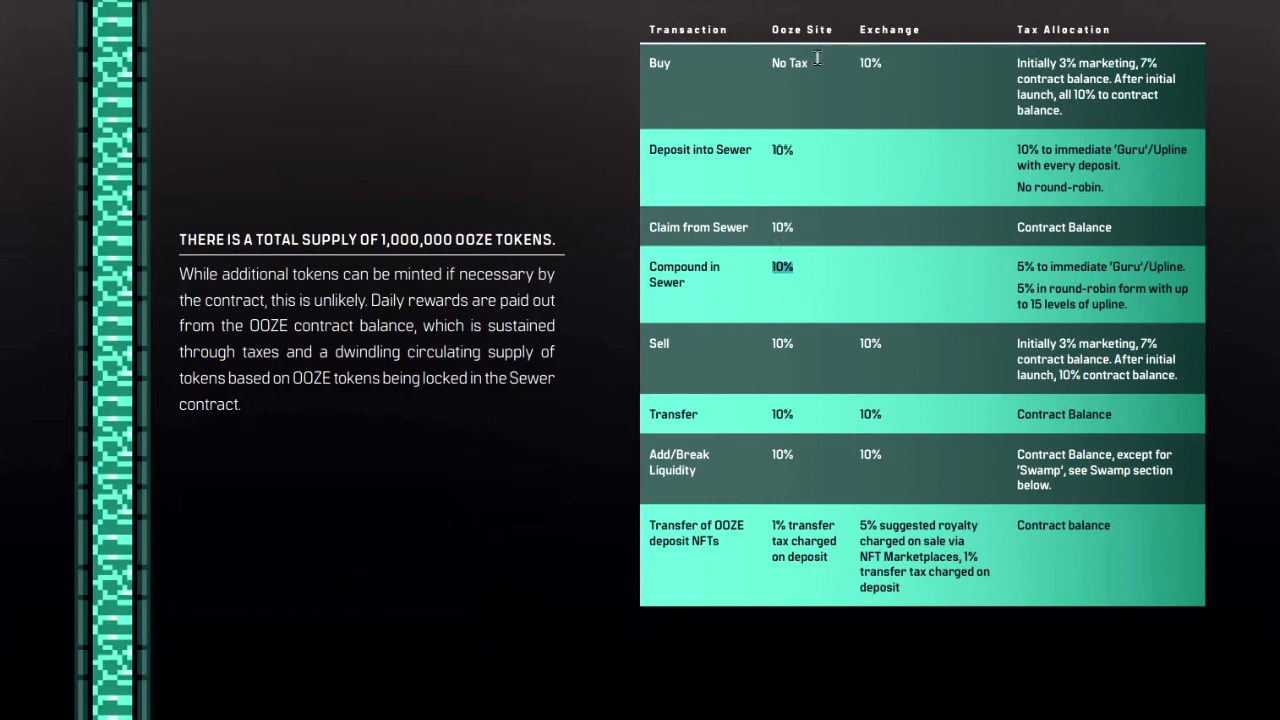 THERE IS A TOTAL SUPPLY OF 1,000,000 OOZE TOKENS.
While additional tokens can be minted if necessary by
the contract, this is unlikely. Daily rewards are paid out
from the OOZE contract balance, which is sustained
through taxes and a dwindling circulating supply of
tokens based on OOZE tokens being locked in the Sewer
contract.
Transaction Ooze Site Exchange Tax Allocation
Buy No Tax 10% Initially 3% marketing, 7%
contract balance. After initial
launch, all 10% to contract
balance.
Deposit into Sewer 10% 10% to immediate 'Guru'/Upline
with every deposit.
No round-robin.
Claim from Sewer 10% Contract Balance
Compound in 10% 5% to immediate 'Guru'/Upline.
Sewer 5% in round-robin form with up
to 15 levels of upline.
Sell 10% 10% Initially 3% marketing, 7%
contract balance. After initial
launch, 10% contract balance.
Transfer 10% 10% Contract Balance
Add/Break 10% 10% Contract Balance, except for
Liquidity 'Swamp', see Swamp section
below.
Transfer of OOZE 1% transfer 5% suggested royalty Contract balance
deposit NFTs tax charged charged on sale via
on deposit NFT Marketplaces, 1%
transfer tax charged on
deposit